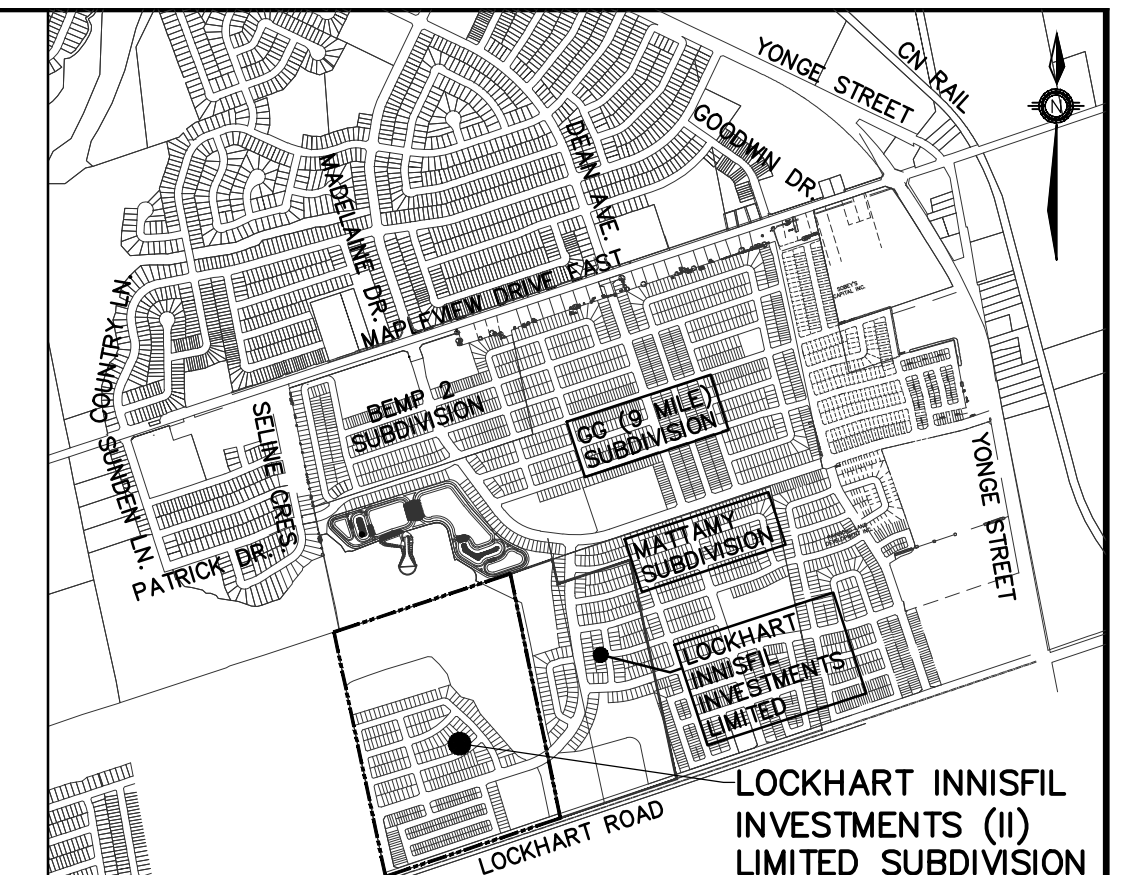 YONGE STREET
CN RAIL
N
GOODWIN DR.
DEAN AVE.
MADELAINE DR.
MAPLEVIEW DRIVE EAST
COUNTRY LN.
SOBEY'S
CAPITAL INC.
BEMP 2
SUBDIVISION
GG (9 MILE)
SUBDIVISION
SELINE CRES.
SUNDEN LN.
PATRICK DR.
YONGE STREET
MATTAMY
SUBDIVISION
LOCKHART
INNISFIL
INVESTMENTS
LIMITED
LOCKHART INNISFIL
INVESTMENTS (II)
LIMITED SUBDIVISION
LOCKHART ROAD